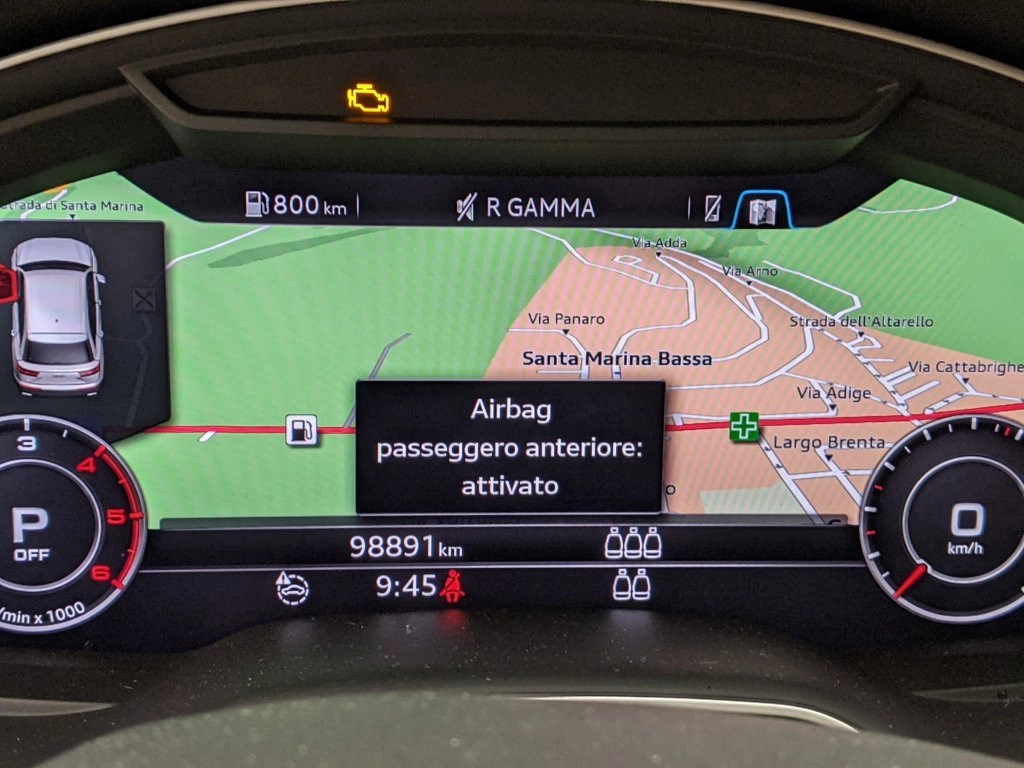 Strada di Santa Marina
800 km
R GAMMA
Via Adda
Via Arno
Via Panaro
Strada dell'Altarello
Santa Marina Bassa
Via Cattabrighe
Via Adige
Largo Brenta
Airbag
passeggero anteriore:
attivato
3
4
5
6
P
OFF
/min x 1000
0
km/h
98891 km
9:45